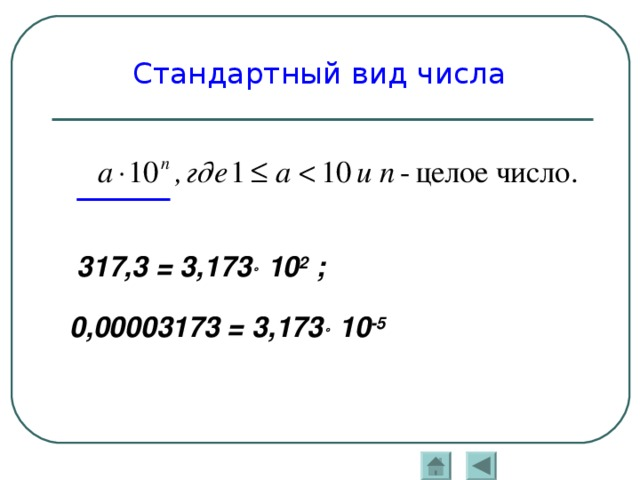 Стандартный вид числа
a · 10ⁿ , где 1 ≤ a < 10 и n - целое число.
317,3 = 3,173∘ 10² ;
0,00003173 = 3,173∘ 10⁻⁵